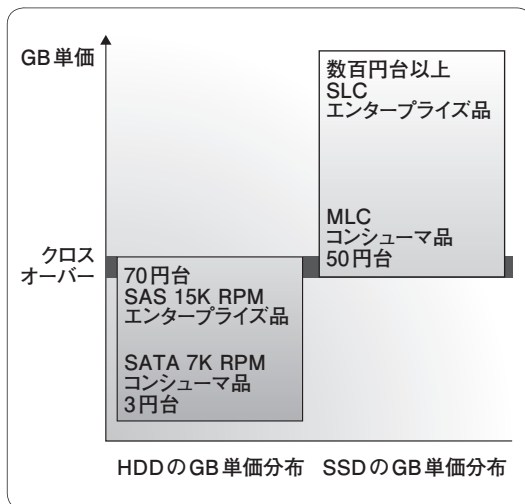 GB単価
数百円台以上
SLC
エンタープライズ品
MLC
コンシューマ品
50円台
クロス
オーバー
70円台
SAS 15K RPM
エンタープライズ品
SATA 7K RPM
コンシューマ品
3円台
HDDのGB単価分布
SSDのGB単価分布